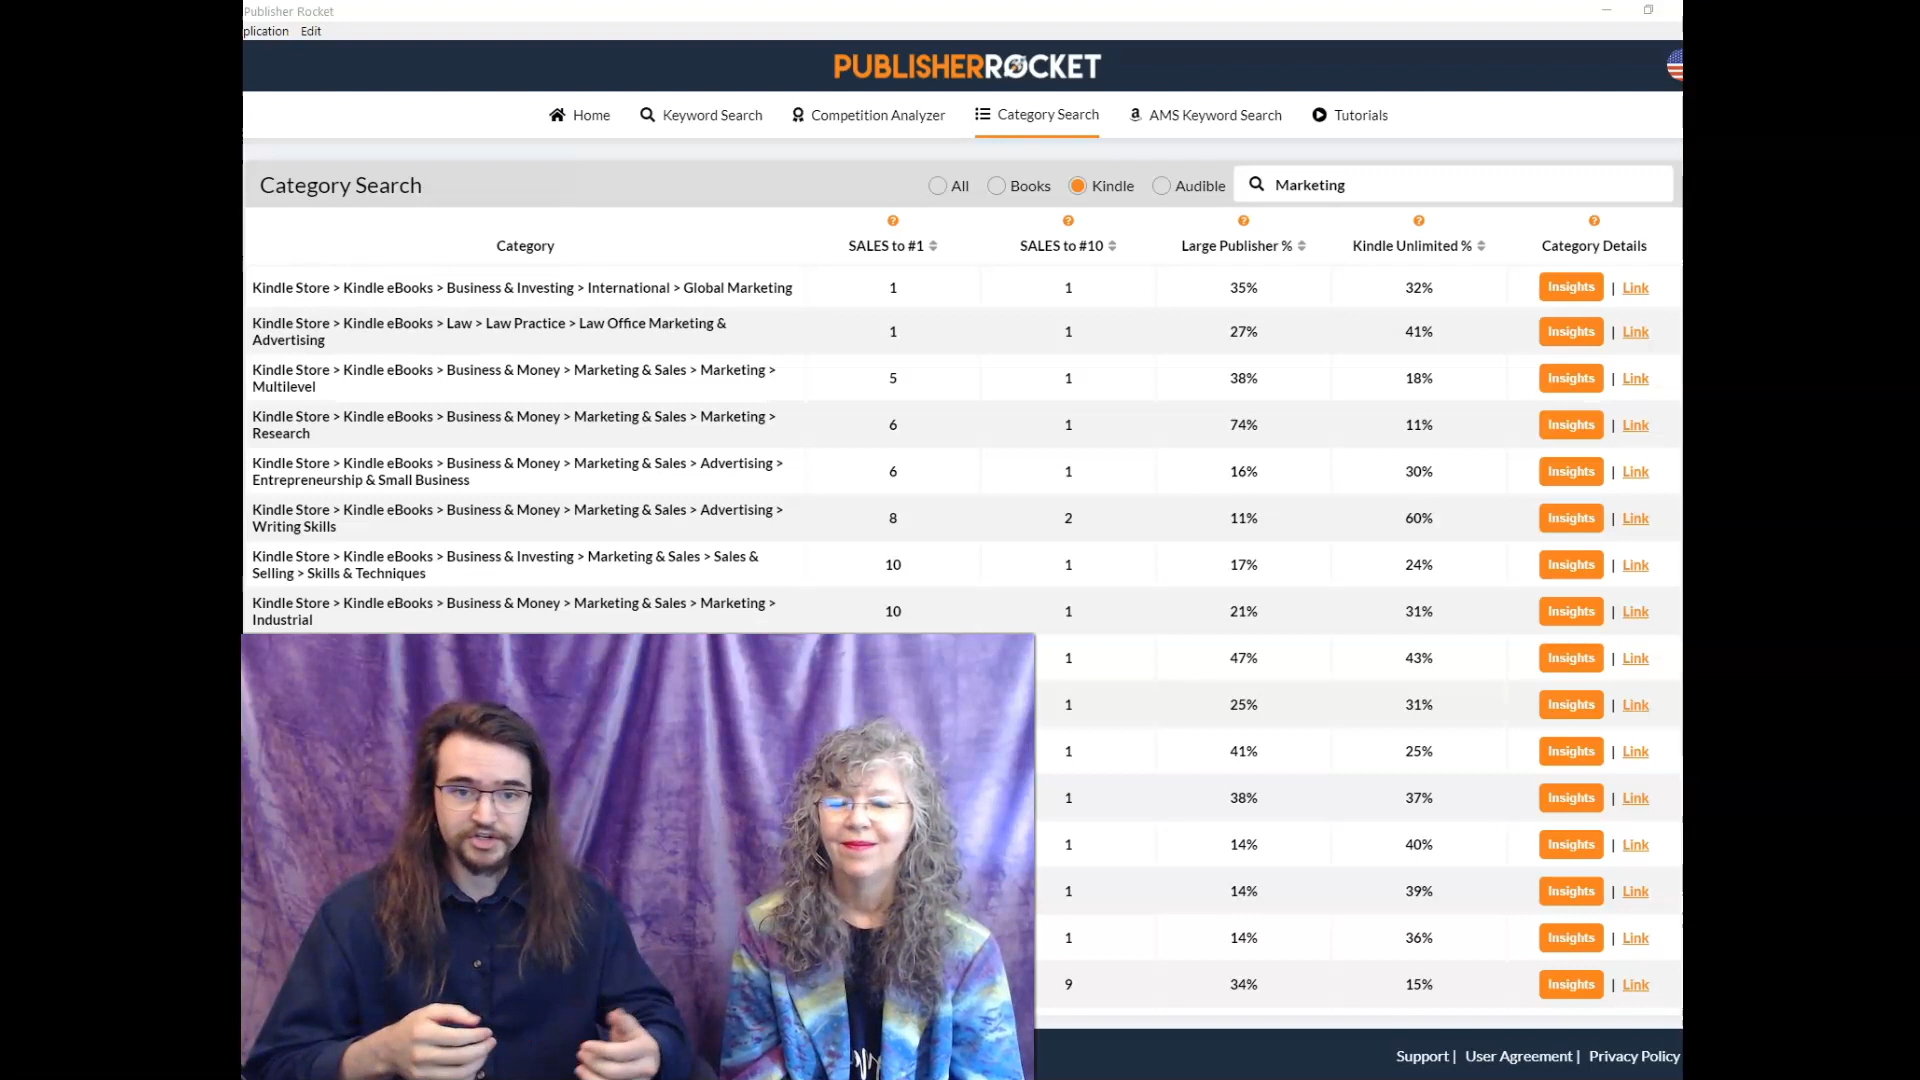 Publisher Rocket
plication Edit
PUBLISHERROCKET
Home Keyword Search Competition Analyzer Category Search AMS Keyword Search Tutorials
Category Search All Books Kindle Audible Marketing
? ? ? ? ?
Category SALES to #1 SALES to #10 Large Publisher % Kindle Unlimited % Category Details
Kindle Store > Kindle eBooks > Business & Investing > International > Global Marketing 1 1 35% 32% Insights | Link
Kindle Store > Kindle eBooks > Law > Law Practice > Law Office Marketing &
Advertising 1 1 27% 41% Insights | Link
Kindle Store > Kindle eBooks > Business & Money > Marketing & Sales > Marketing >
Multilevel 5 1 38% 18% Insights | Link
Kindle Store > Kindle eBooks > Business & Money > Marketing & Sales > Marketing >
Research 6 1 74% 11% Insights | Link
Kindle Store > Kindle eBooks > Business & Money > Marketing & Sales > Advertising >
Entrepreneurship & Small Business 6 1 16% 30% Insights | Link
Kindle Store > Kindle eBooks > Business & Money > Marketing & Sales > Advertising >
Writing Skills 8 2 11% 60% Insights | Link
Kindle Store > Kindle eBooks > Business & Investing > Marketing & Sales > Sales &
Selling > Skills & Techniques 10 1 17% 24% Insights | Link
Kindle Store > Kindle eBooks > Business & Money > Marketing & Sales > Marketing >
Industrial 10 1 21% 31% Insights | Link
1 47% 43% Insights | Link
1 25% 31% Insights | Link
1 41% 25% Insights | Link
1 38% 37% Insights | Link
1 14% 40% Insights | Link
1 14% 39% Insights | Link
1 14% 36% Insights | Link
9 34% 15% Insights | Link
Support | User Agreement | Privacy Policy